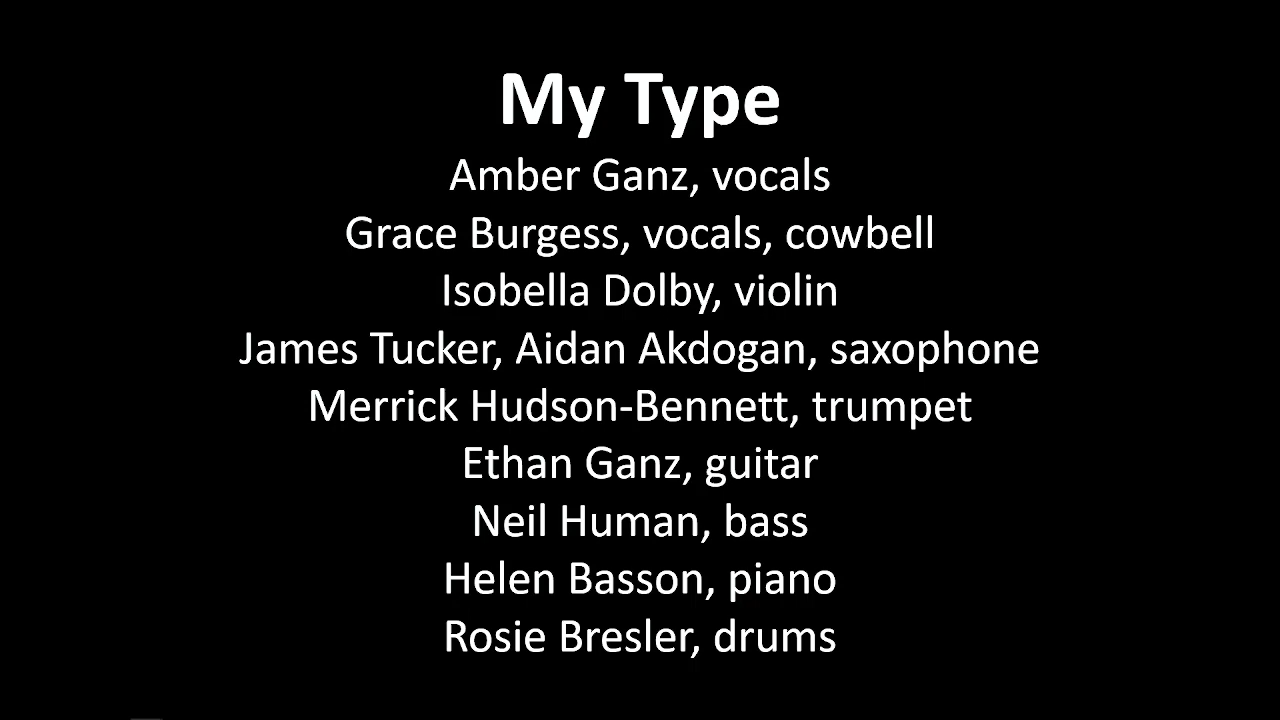 My Type
Amber Ganz, vocals
Grace Burgess, vocals, cowbell
Isobella Dolby, violin
James Tucker, Aidan Akdogan, saxophone
Merrick Hudson-Bennett, trumpet
Ethan Ganz, guitar
Neil Human, bass
Helen Basson, piano
Rosie Bresler, drums